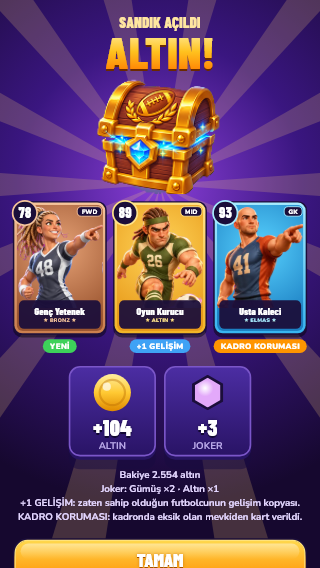 SANDIK AÇILDI
ALTIN!
78 FWD
89 MID
93 GK
48
26
41
Genç Yetenek
Oyun Kurucu
Usta Kaleci
★ BRONZ ★
★ ALTIN ★
★ ELMAS ★
YENİ
+1 GELİŞİM
KADRO KORUMASI
+104
+3
ALTIN
JOKER
Bakiye 2.554 altın
Joker: Gümüş ×2 · Altın ×1
+1 GELİŞİM: zaten sahip olduğun futbolcunun gelişim kopyası.
KADRO KORUMASI: kadronda eksik olan mevkiden kart verildi.
TAMAM